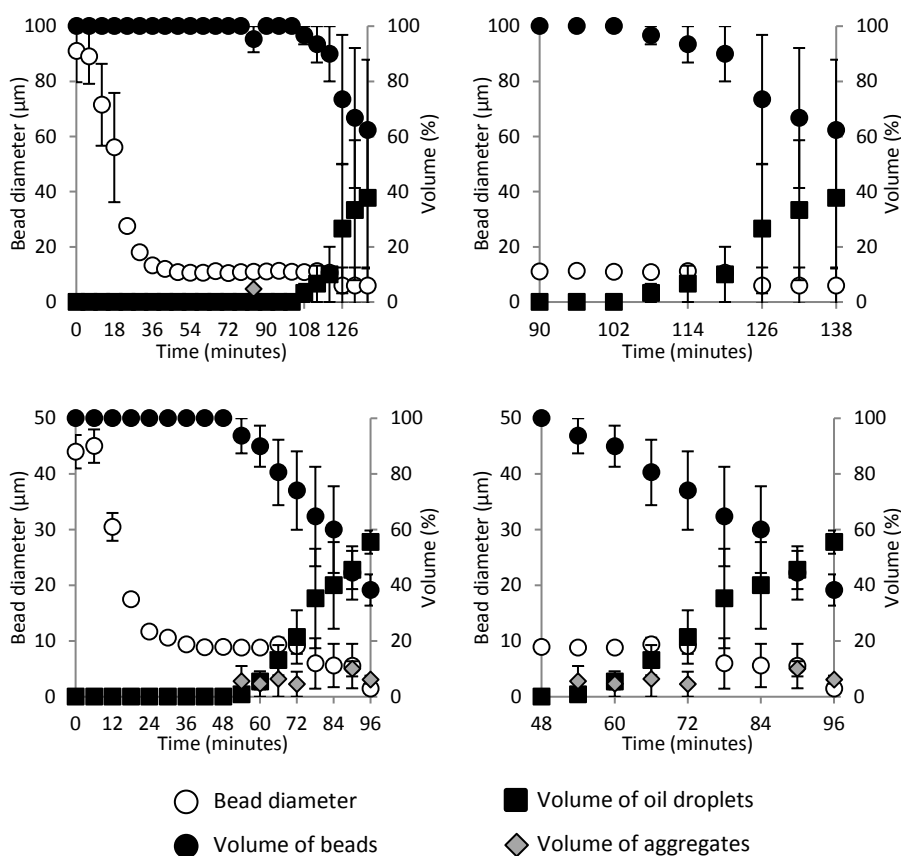 Bead diameter (µm)
100
80
60
40
20
0
100
80
60
40
20
0
Volume (%)
0 18 36 54 72 90 108 126
Time (minutes)
Bead diameter (µm)
100
80
60
40
20
0
100
80
60
40
20
0
Volume (%)
90 102 114 126 138
Time (minutes)
Bead diameter (µm)
50
40
30
20
10
0
100
80
60
40
20
0
Volume (%)
0 12 24 36 48 60 72 84 96
Time (minutes)
Bead diameter (µm)
50
40
30
20
10
0
100
80
60
40
20
0
Volume (%)
48 60 72 84 96
Time (minutes)
Bead diameter
Volume of oil droplets
Volume of beads
Volume of aggregates